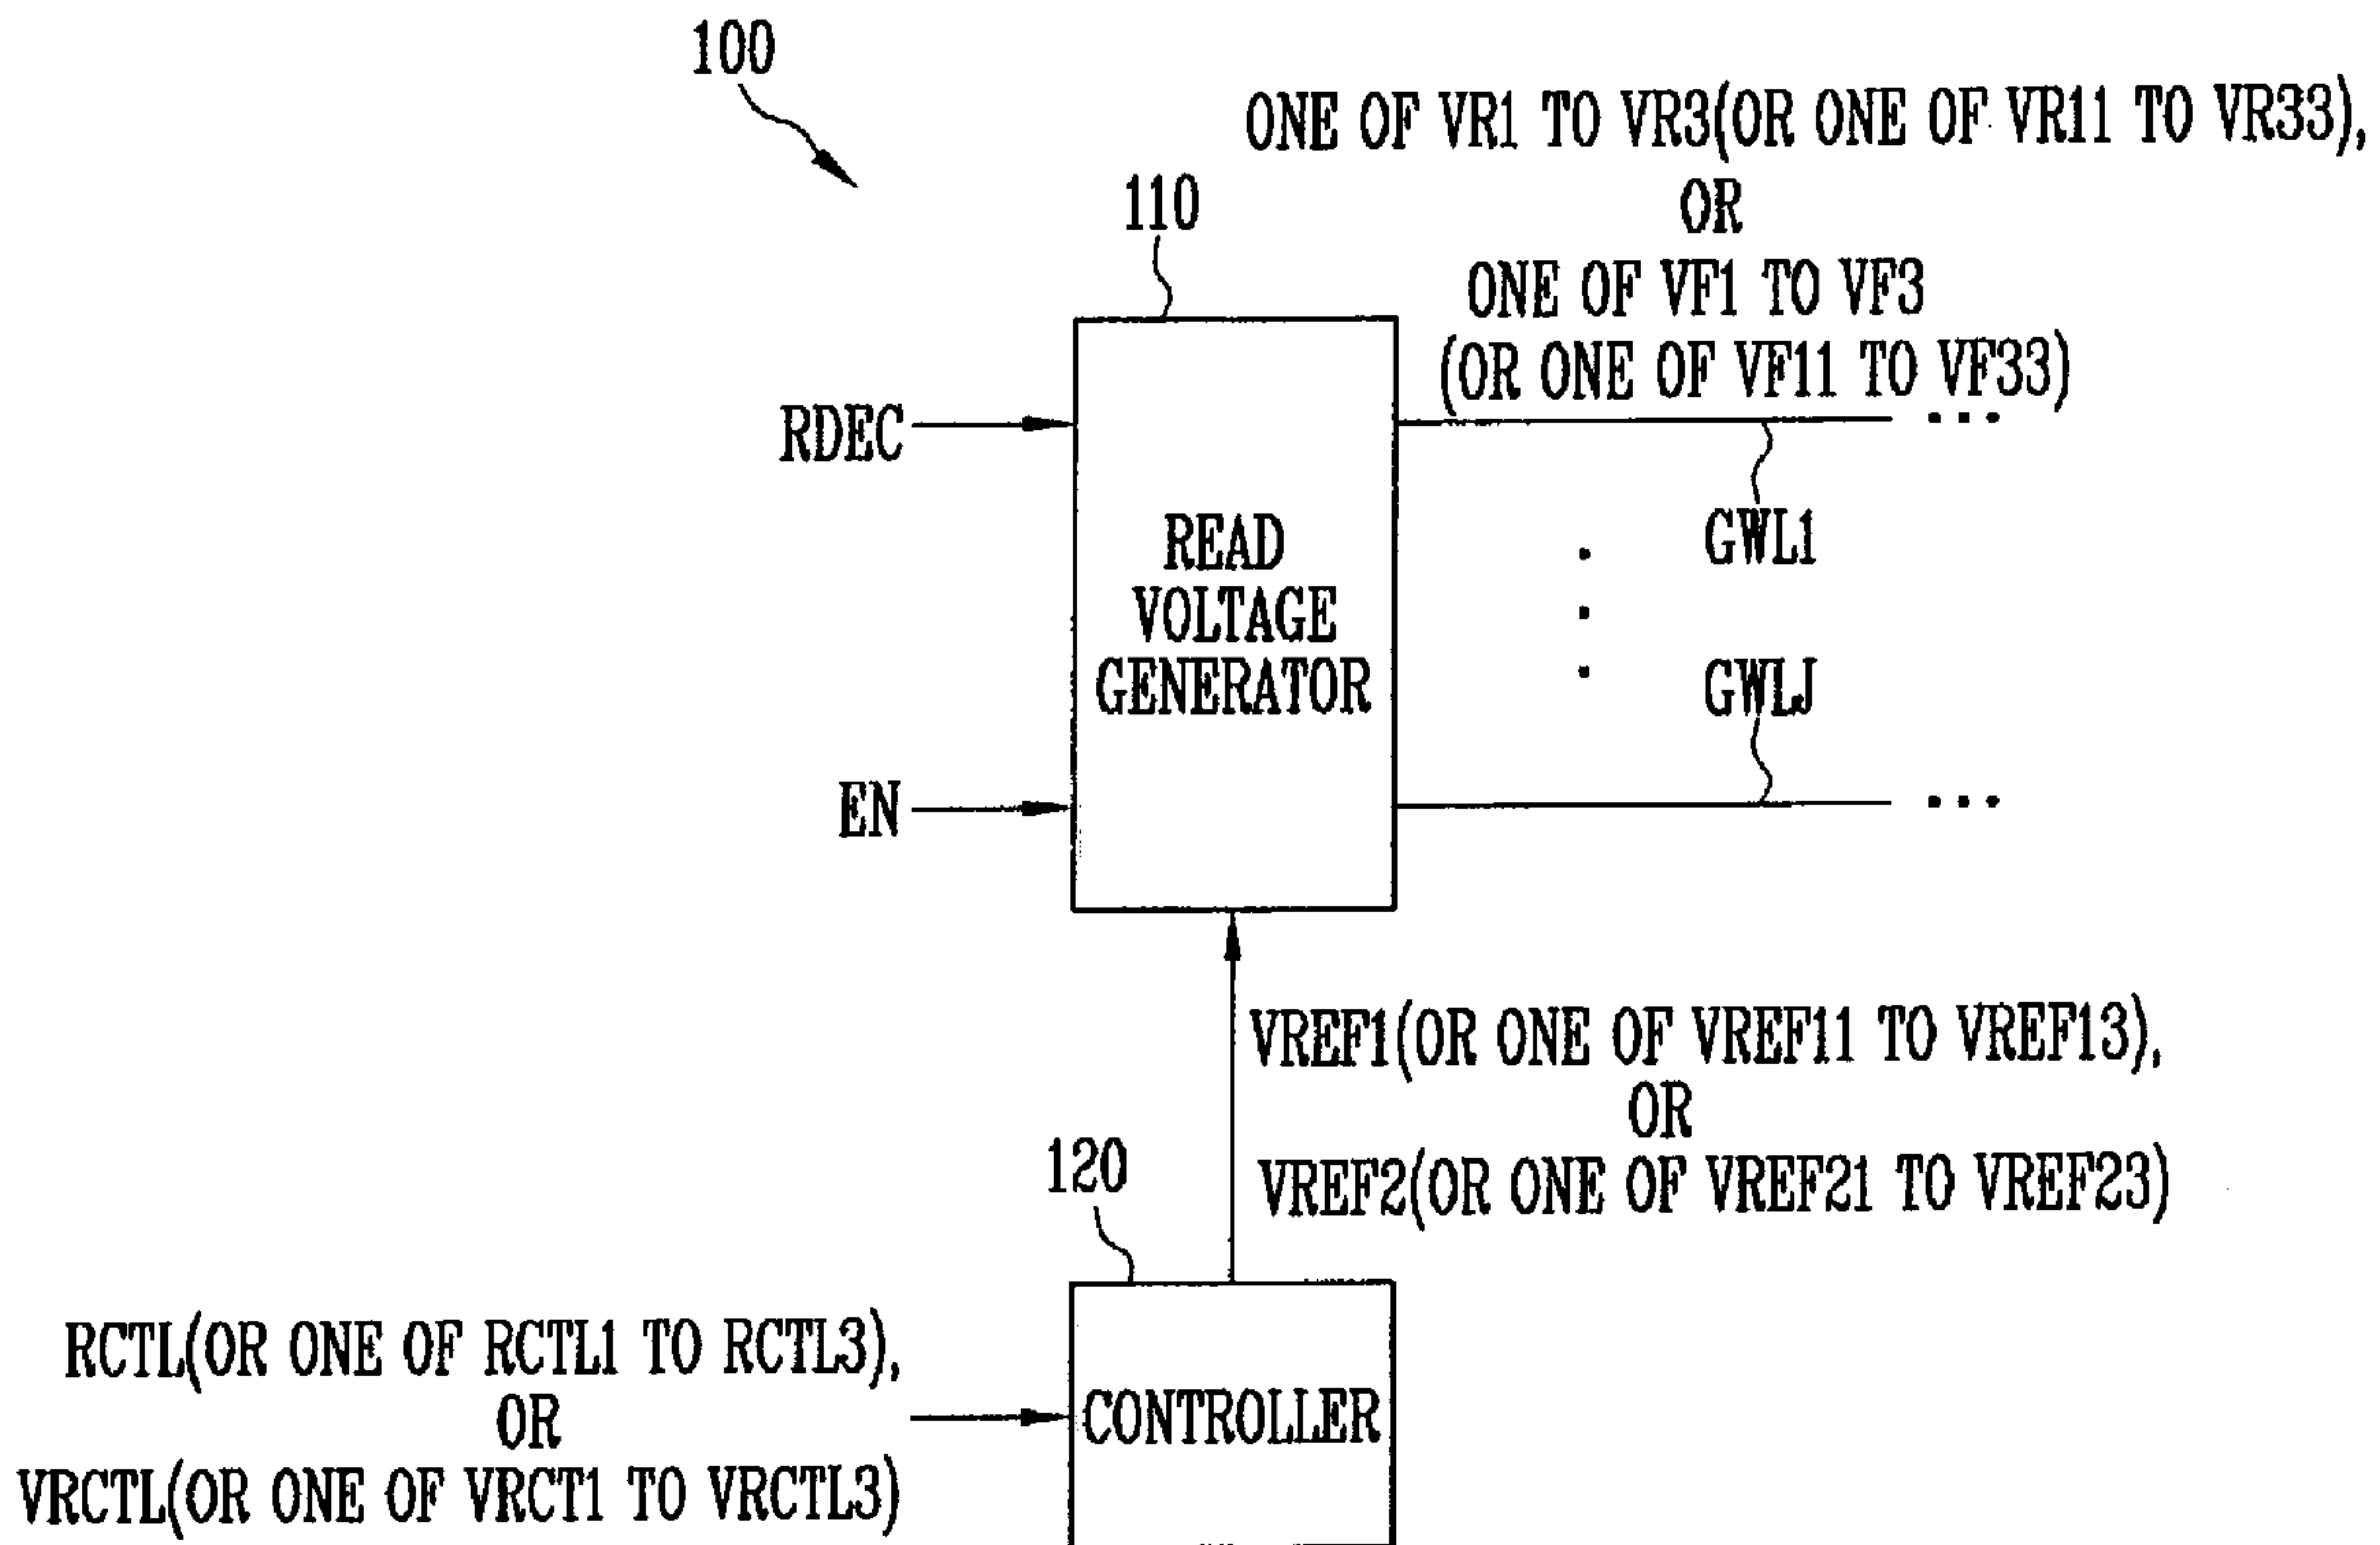 100
ONE OF VR1 TO VR3(OR ONE OF VR11 TO VR33),
OR
ONE OF VF1 TO VF3
(OR ONE OF VF11 TO VF33)
110
RDEC
GWL1
READ
VOLTAGE
GENERATOR
GWLJ
EN
VREF1(OR ONE OF VREF11 TO VREF13),
OR
VREF2(OR ONE OF VREF21 TO VREF23)
120
RCTL(OR ONE OF RCTL1 TO RCTL3),
OR
VRCTL(OR ONE OF VRCT1 TO VRCTL3)
CONTROLLER